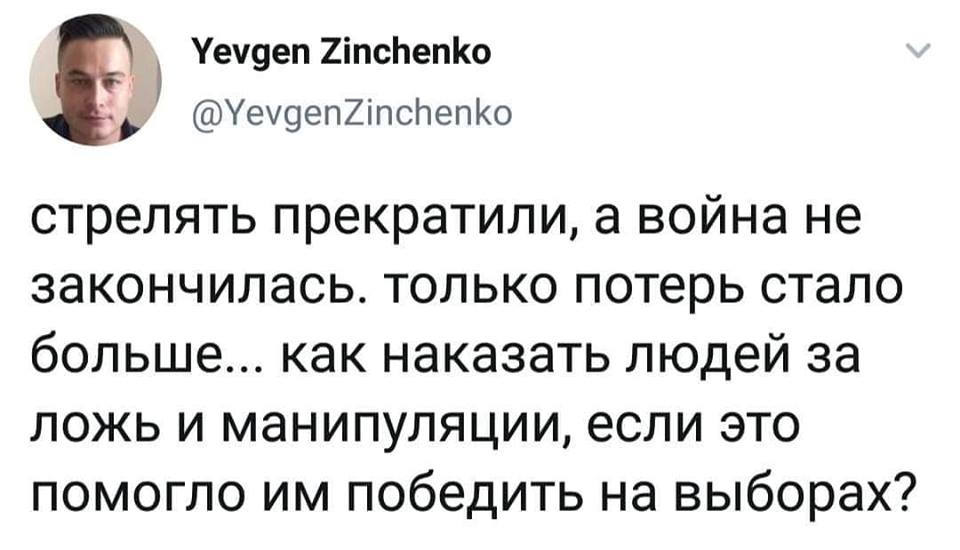 Yevgen Zinchenko
@YevgenZinchenko
стрелять прекратили, а война не
закончилась. только потерь стало
больше... как наказать людей за
ложь и манипуляции, если это
помогло им победить на выборах?